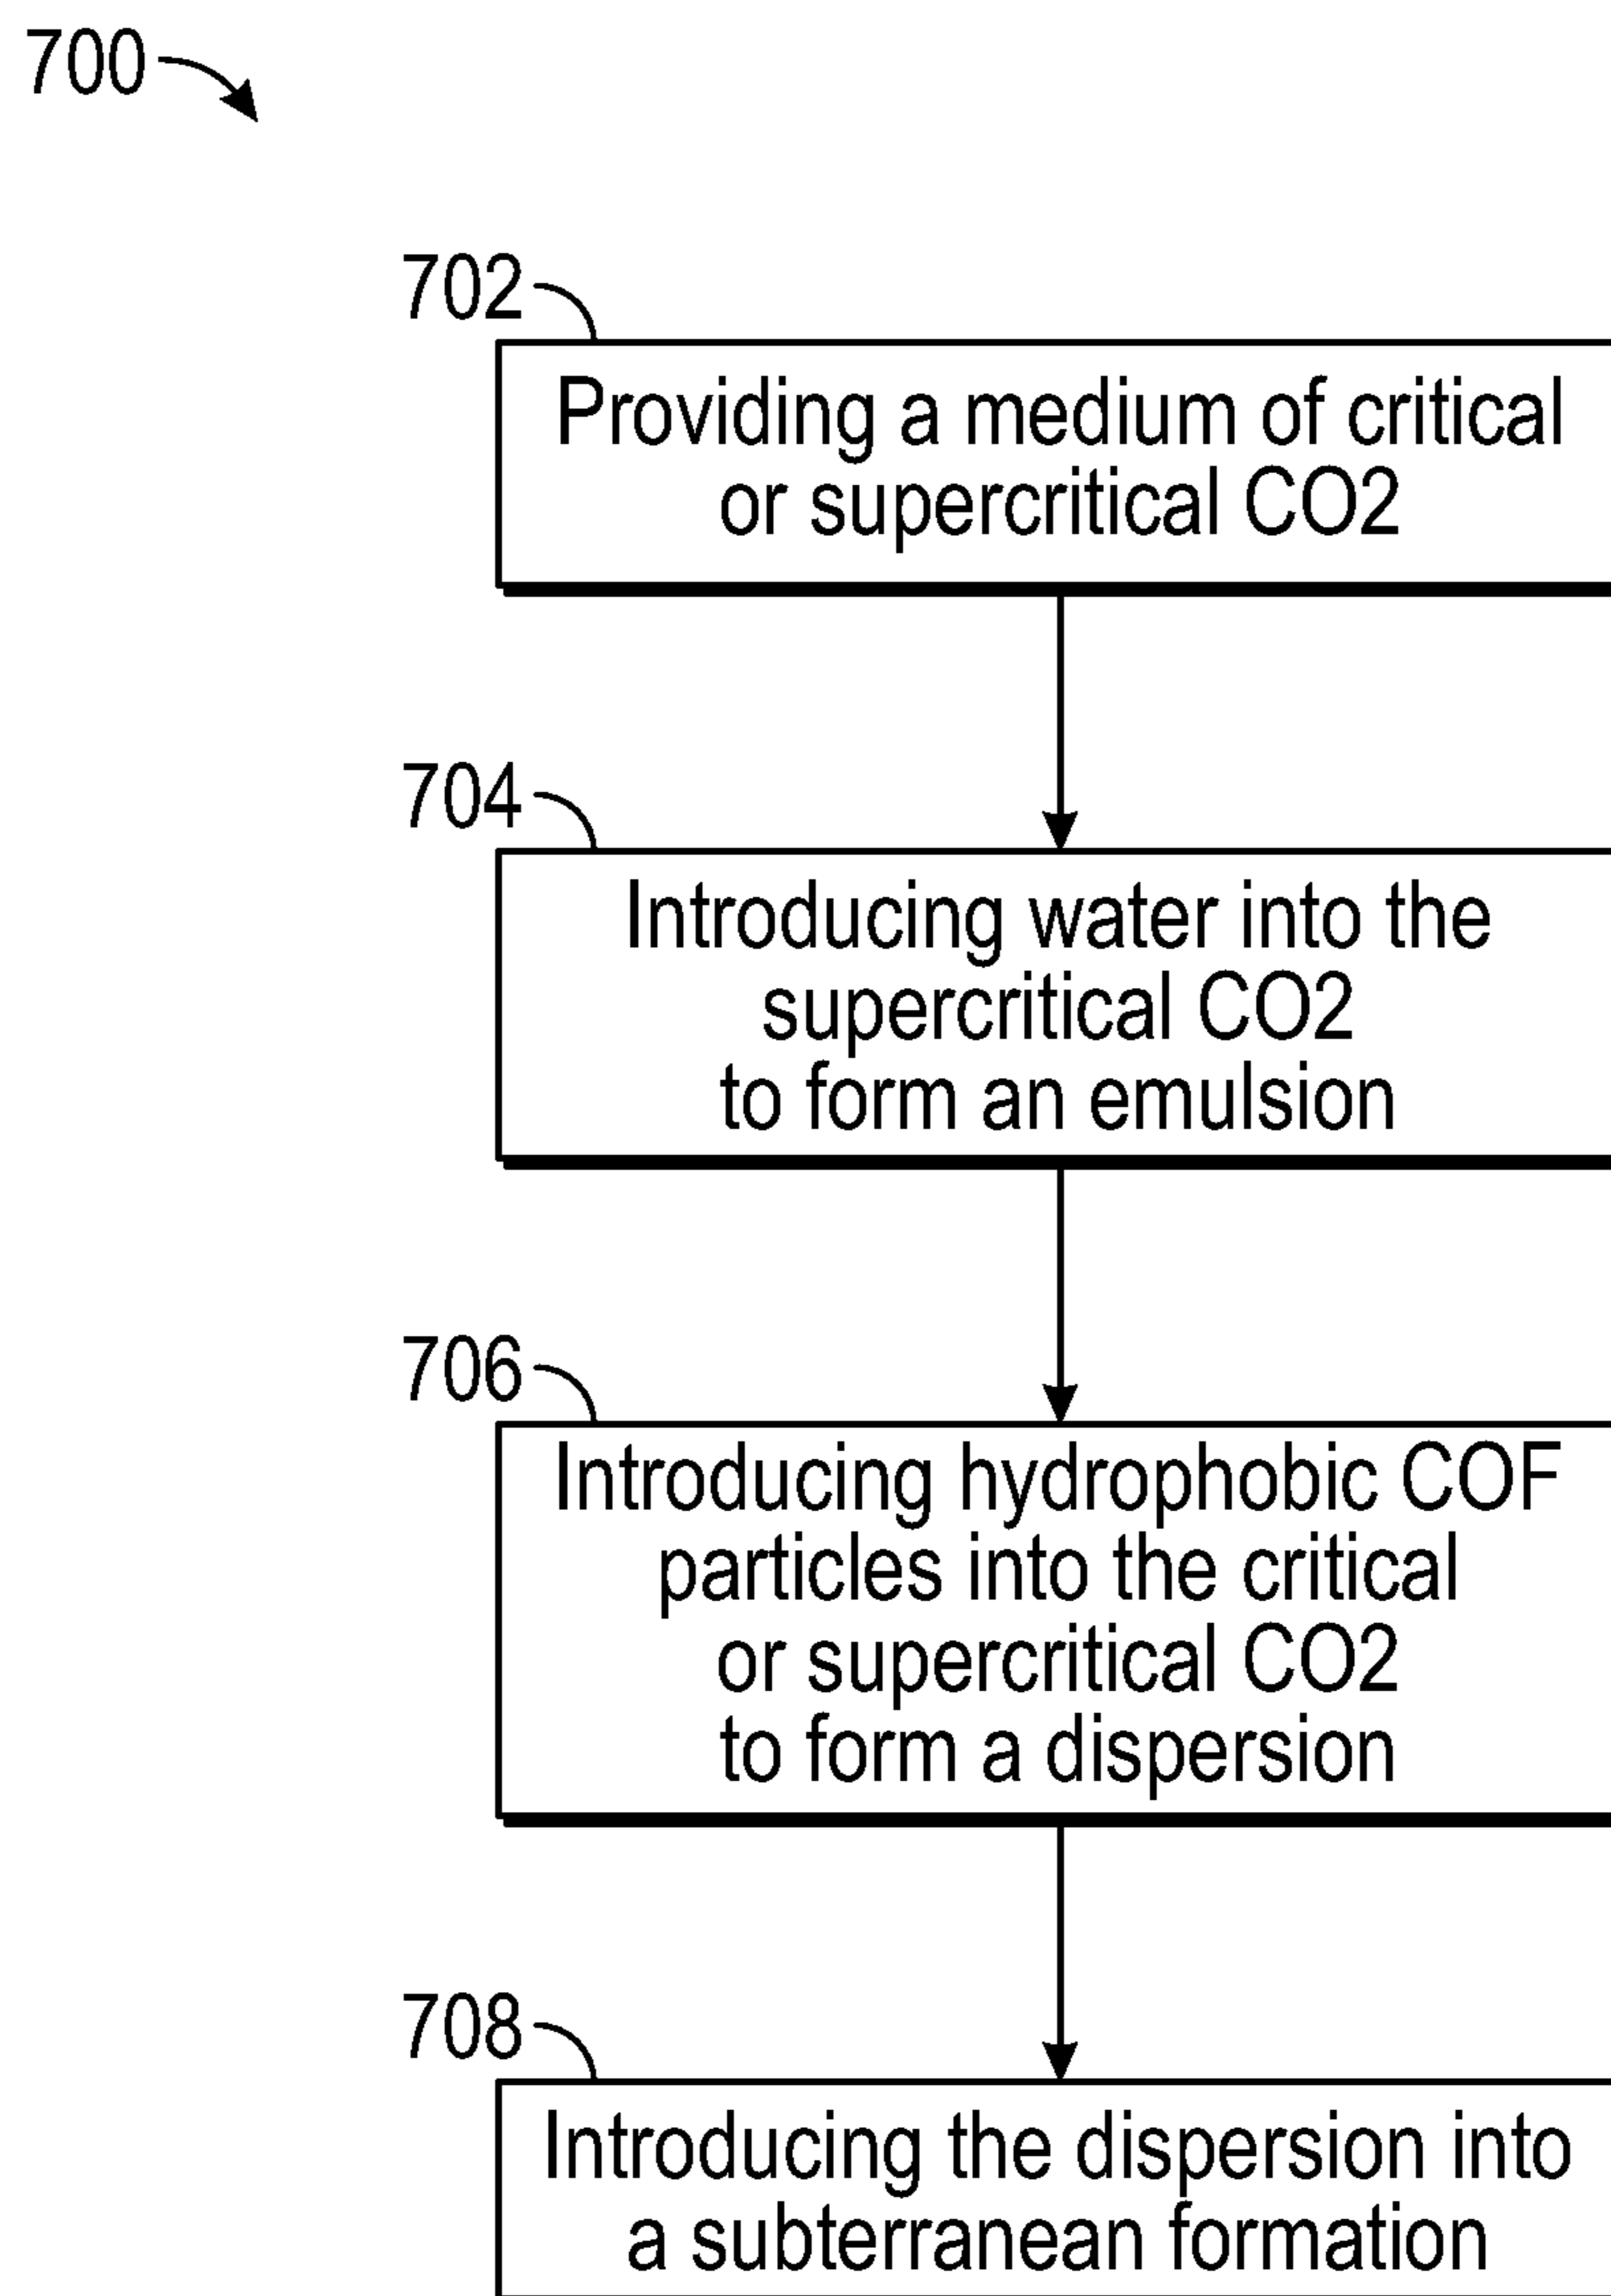 700
702
Providing a medium of critical
or supercritical CO2
704
Introducing water into the
supercritical CO2
to form an emulsion
706
Introducing hydrophobic COF
particles into the critical
or supercritical CO2
to form a dispersion
708
Introducing the dispersion into
a subterranean formation